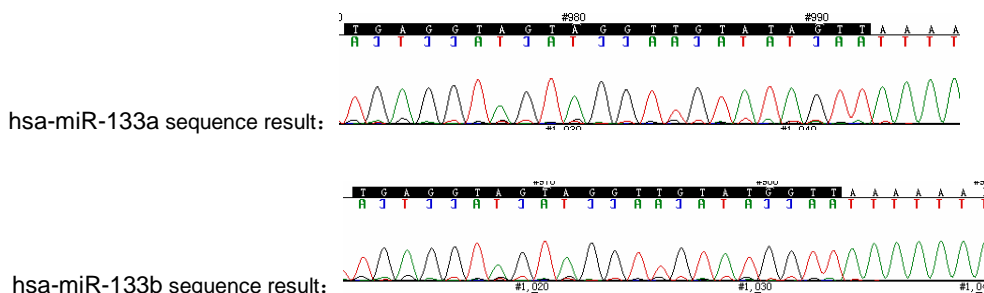 #980 #990
T G A G G T A G T A G G T T G T A T A G T T A A A A
A C T C C A T C A T C C A A C A T A T C A A T T T T
hsa-miR-133a sequence result:
#1,030 #1,040
T G A G G T A G T A G G T T G T A T G G T T A A A A A A
A C T C C A T C A T C C A A C A T A C C A A T T T T T T T
hsa-miR-133b sequence result:
#1,020 #1,030